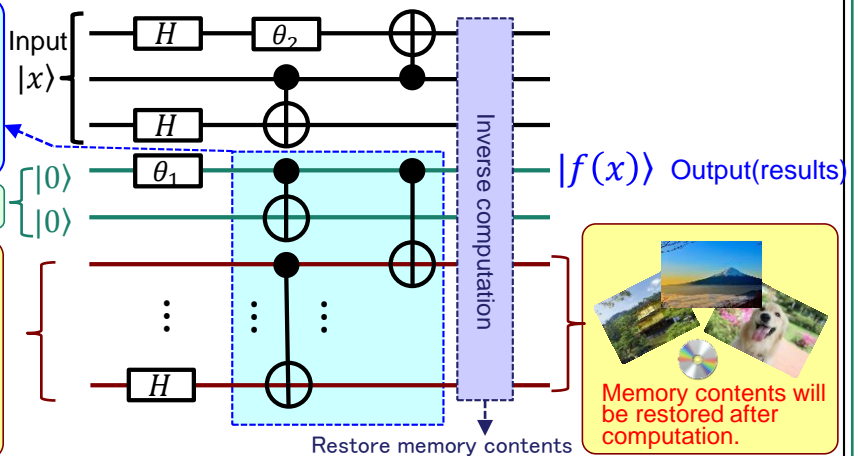 Input
|x⟩
H
θ₂
H
|0⟩
θ₁
|0⟩
⋮
⋮
⋮
H
Inverse computation
Restore memory contents
|f(x)⟩ Output(results)
Memory contents will
be restored after
computation.